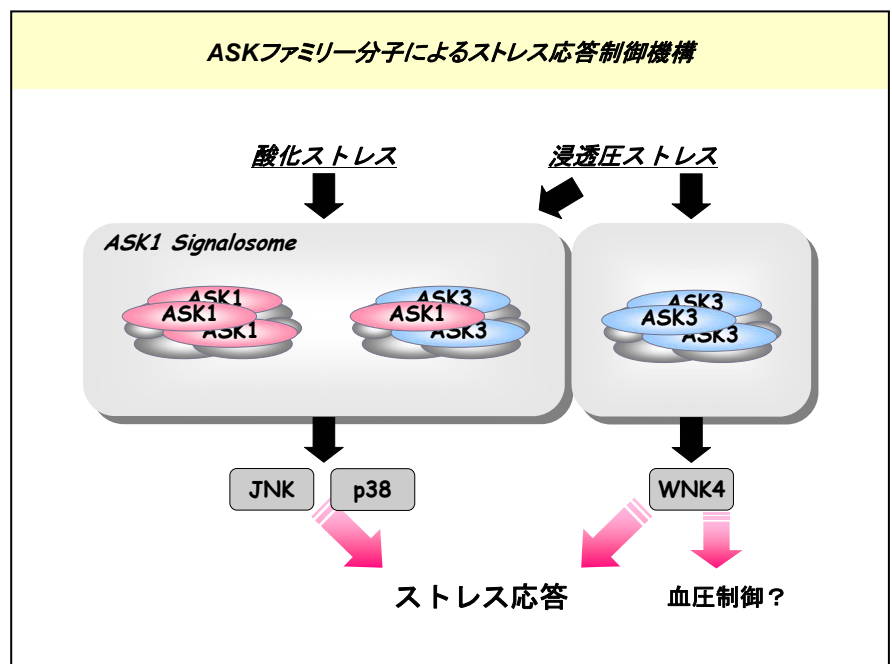 ASKファミリー分子によるストレス応答制御機構
酸化ストレス
浸透圧ストレス
ASK1 Signalosome
ASK1
ASK1
ASK1
ASK3
ASK1
ASK3
ASK3
ASK3
ASK3
JNK
p38
WNK4
ストレス応答
血圧制御？